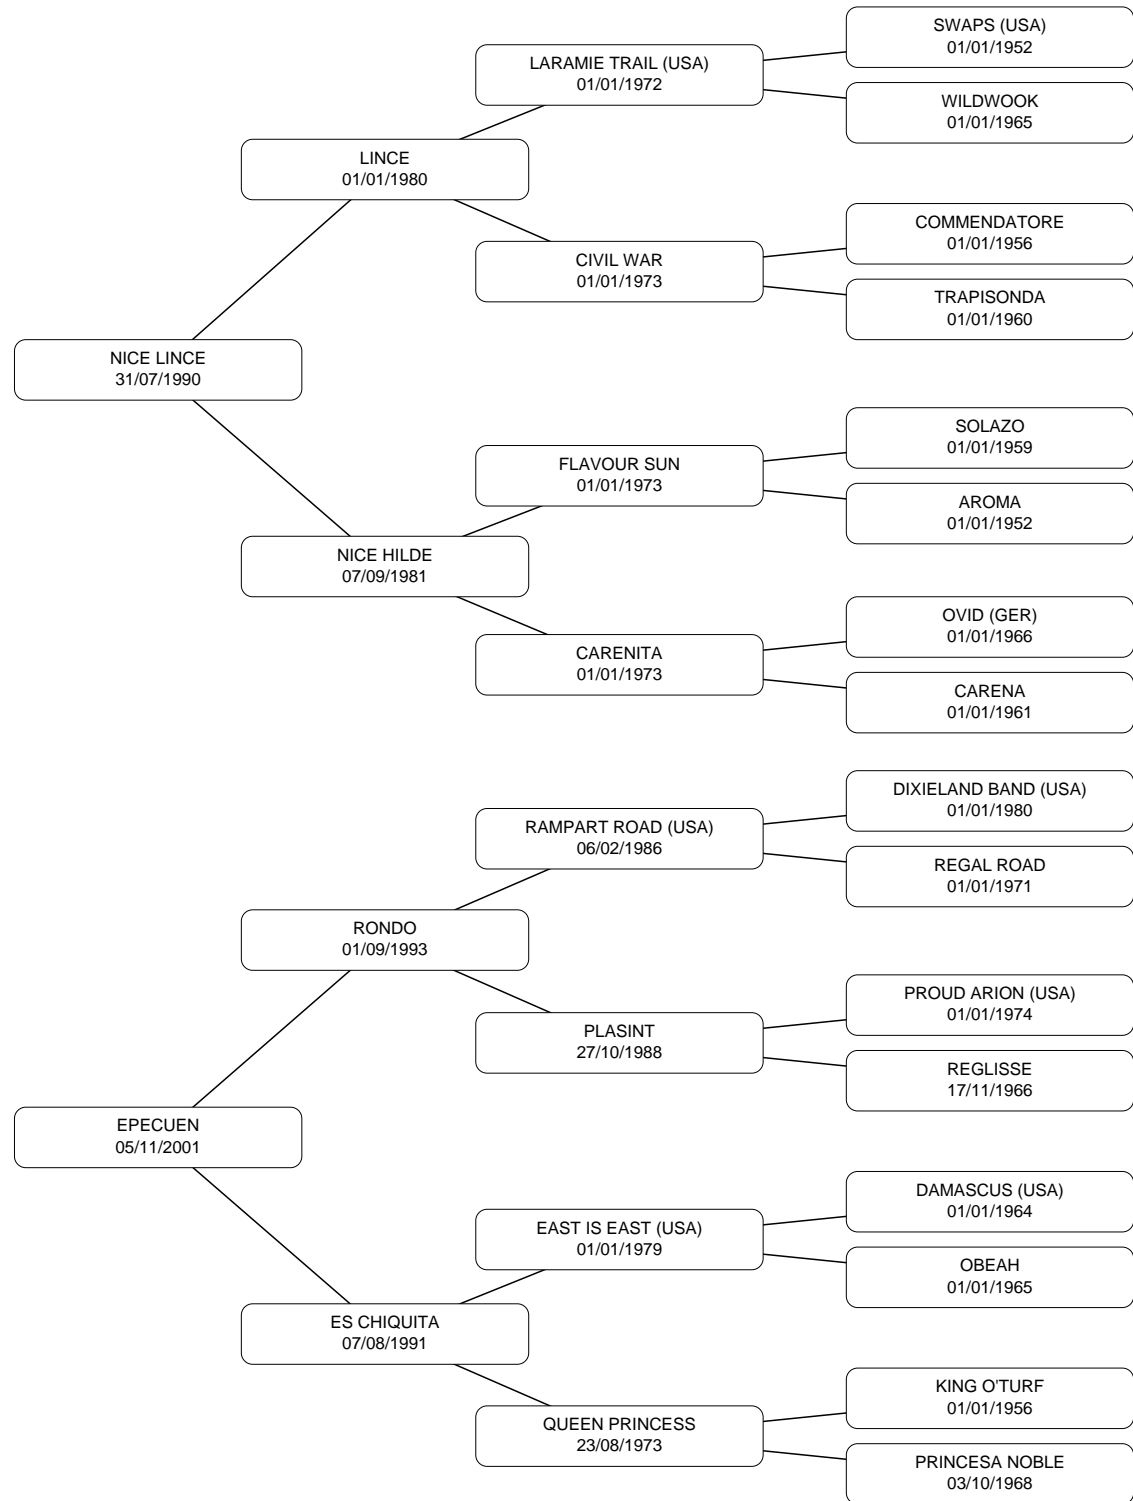 SWAPS (USA)
01/01/1952
LARAMIE TRAIL (USA)
01/01/1972
WILDWOOK
01/01/1965
LINCE
01/01/1980
COMMENDATORE
01/01/1956
CIVIL WAR
01/01/1973
TRAPISONDA
01/01/1960
NICE LINCE
31/07/1990
SOLAZO
01/01/1959
FLAVOUR SUN
01/01/1973
AROMA
01/01/1952
NICE HILDE
07/09/1981
OVID (GER)
01/01/1966
CARENITA
01/01/1973
CARENA
01/01/1961
DIXIELAND BAND (USA)
01/01/1980
RAMPART ROAD (USA)
06/02/1986
REGAL ROAD
01/01/1971
RONDO
01/09/1993
PROUD ARION (USA)
01/01/1974
PLASINT
27/10/1988
REGLISSE
17/11/1966
EPECUEN
05/11/2001
DAMASCUS (USA)
01/01/1964
EAST IS EAST (USA)
01/01/1979
OBEAH
01/01/1965
ES CHIQUITA
07/08/1991
KING O'TURF
01/01/1956
QUEEN PRINCESS
23/08/1973
PRINCESA NOBLE
03/10/1968